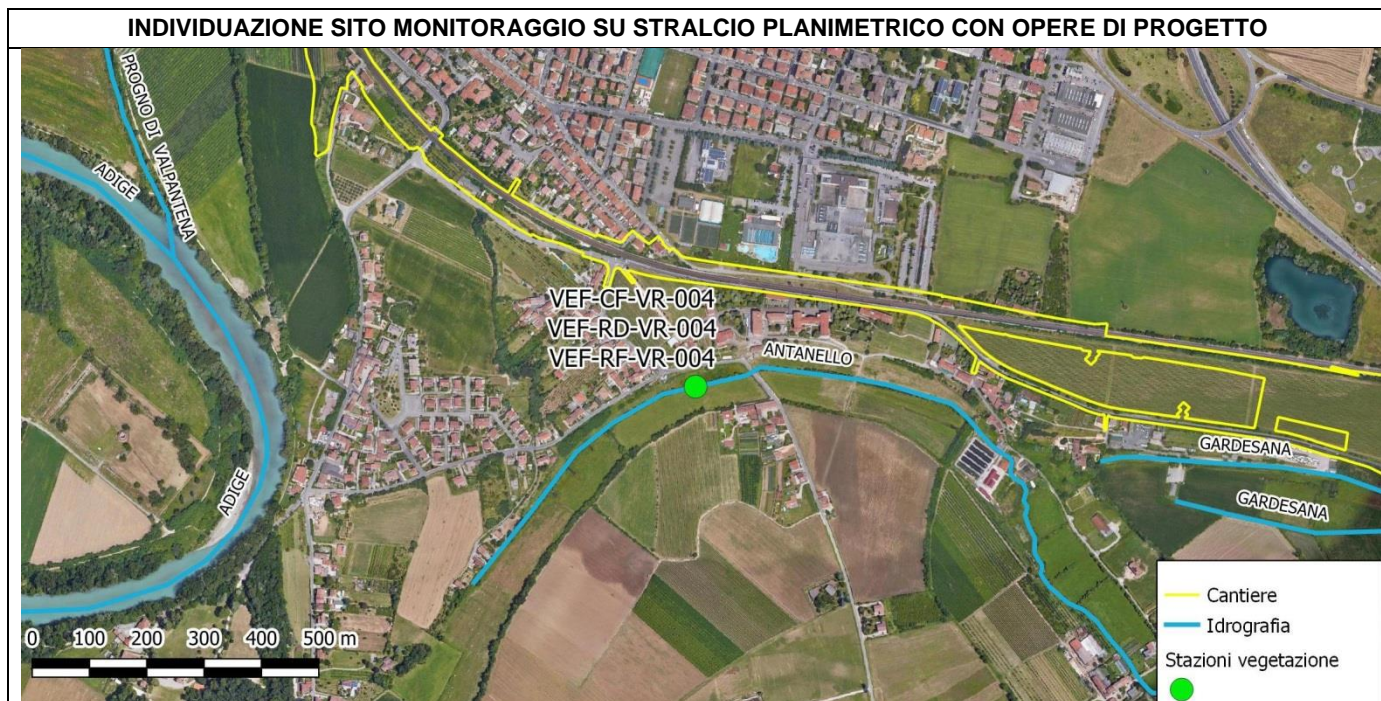 INDIVIDUAZIONE SITO MONITORAGGIO SU STRALCIO PLANIMETRICO CON OPERE DI PROGETTO
PROGNO DI VALPANTENA
ADIGE
VEF-CF-VR-004
VEF-RD-VR-004
VEF-RF-VR-004
ANTANELLO
GARDESANA
ADIGE
GARDESANA
Cantiere
Idrografia
Stazioni vegetazione
0 100 200 300 400 500 m